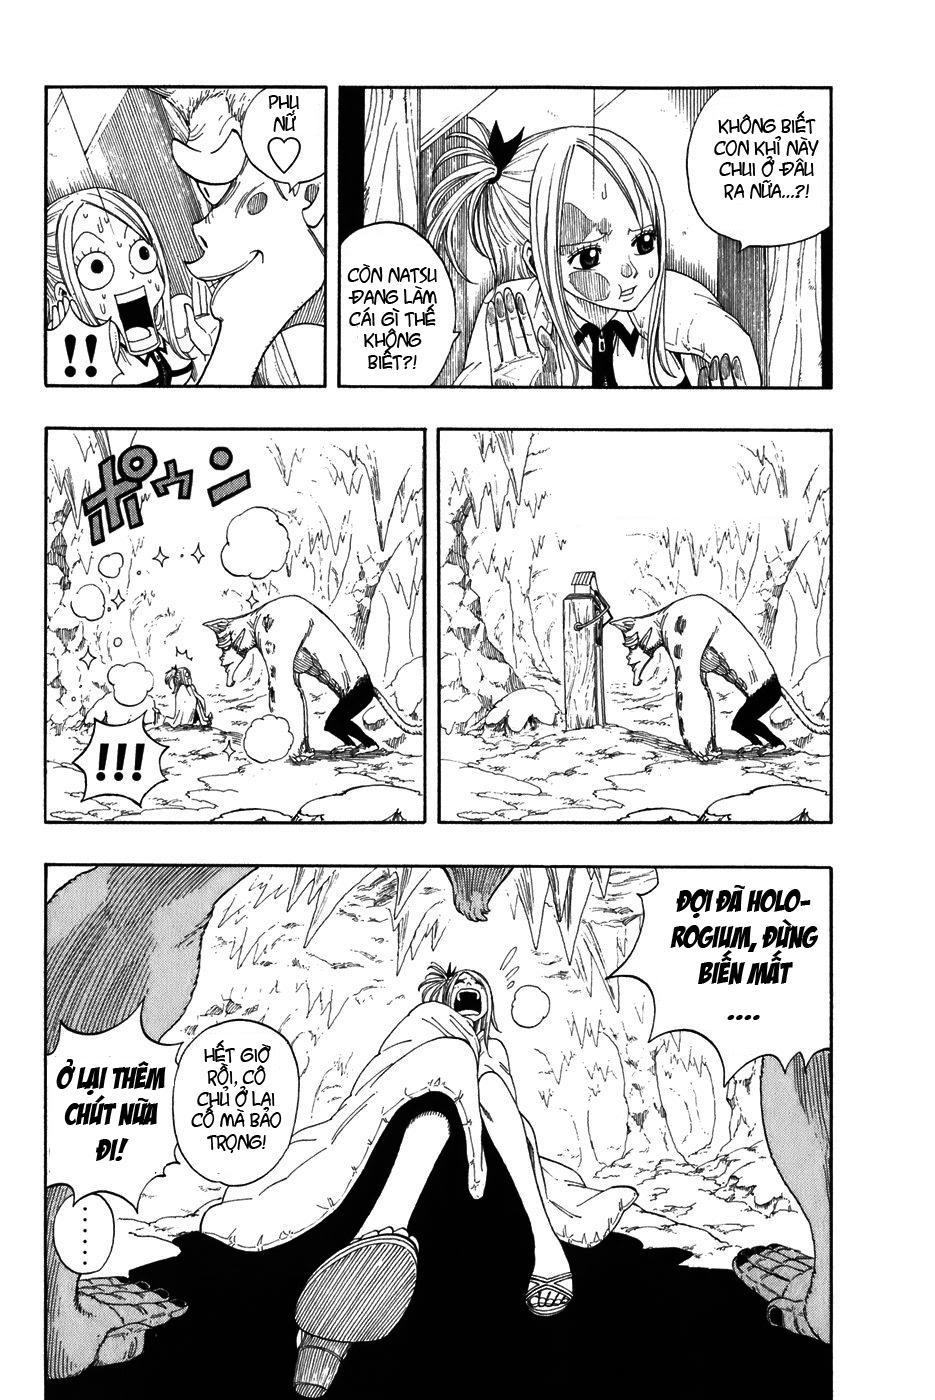 KHÔNG BIẾT
CON KHỈ NÀY
CHUI Ở ĐÂU
RA NỮA...?!
CÒN NATSU
ĐANG LÀM
CÁI GÌ THẾ
KHÔNG
BIẾT?!
PHỤ
NỮ
♡
!!
ポウン
!!!
ĐỢI ĐÃ HOLO-
ROGIUM, ĐỪNG
BIẾN MẤT
....
HẾT GIỜ
RỒI, CÔ
CHỦ Ở LẠI
CÔ MÀ BẢO
TRỌNG!
Ở LẠI THÊM
CHÚT NỮA
ĐI!
......